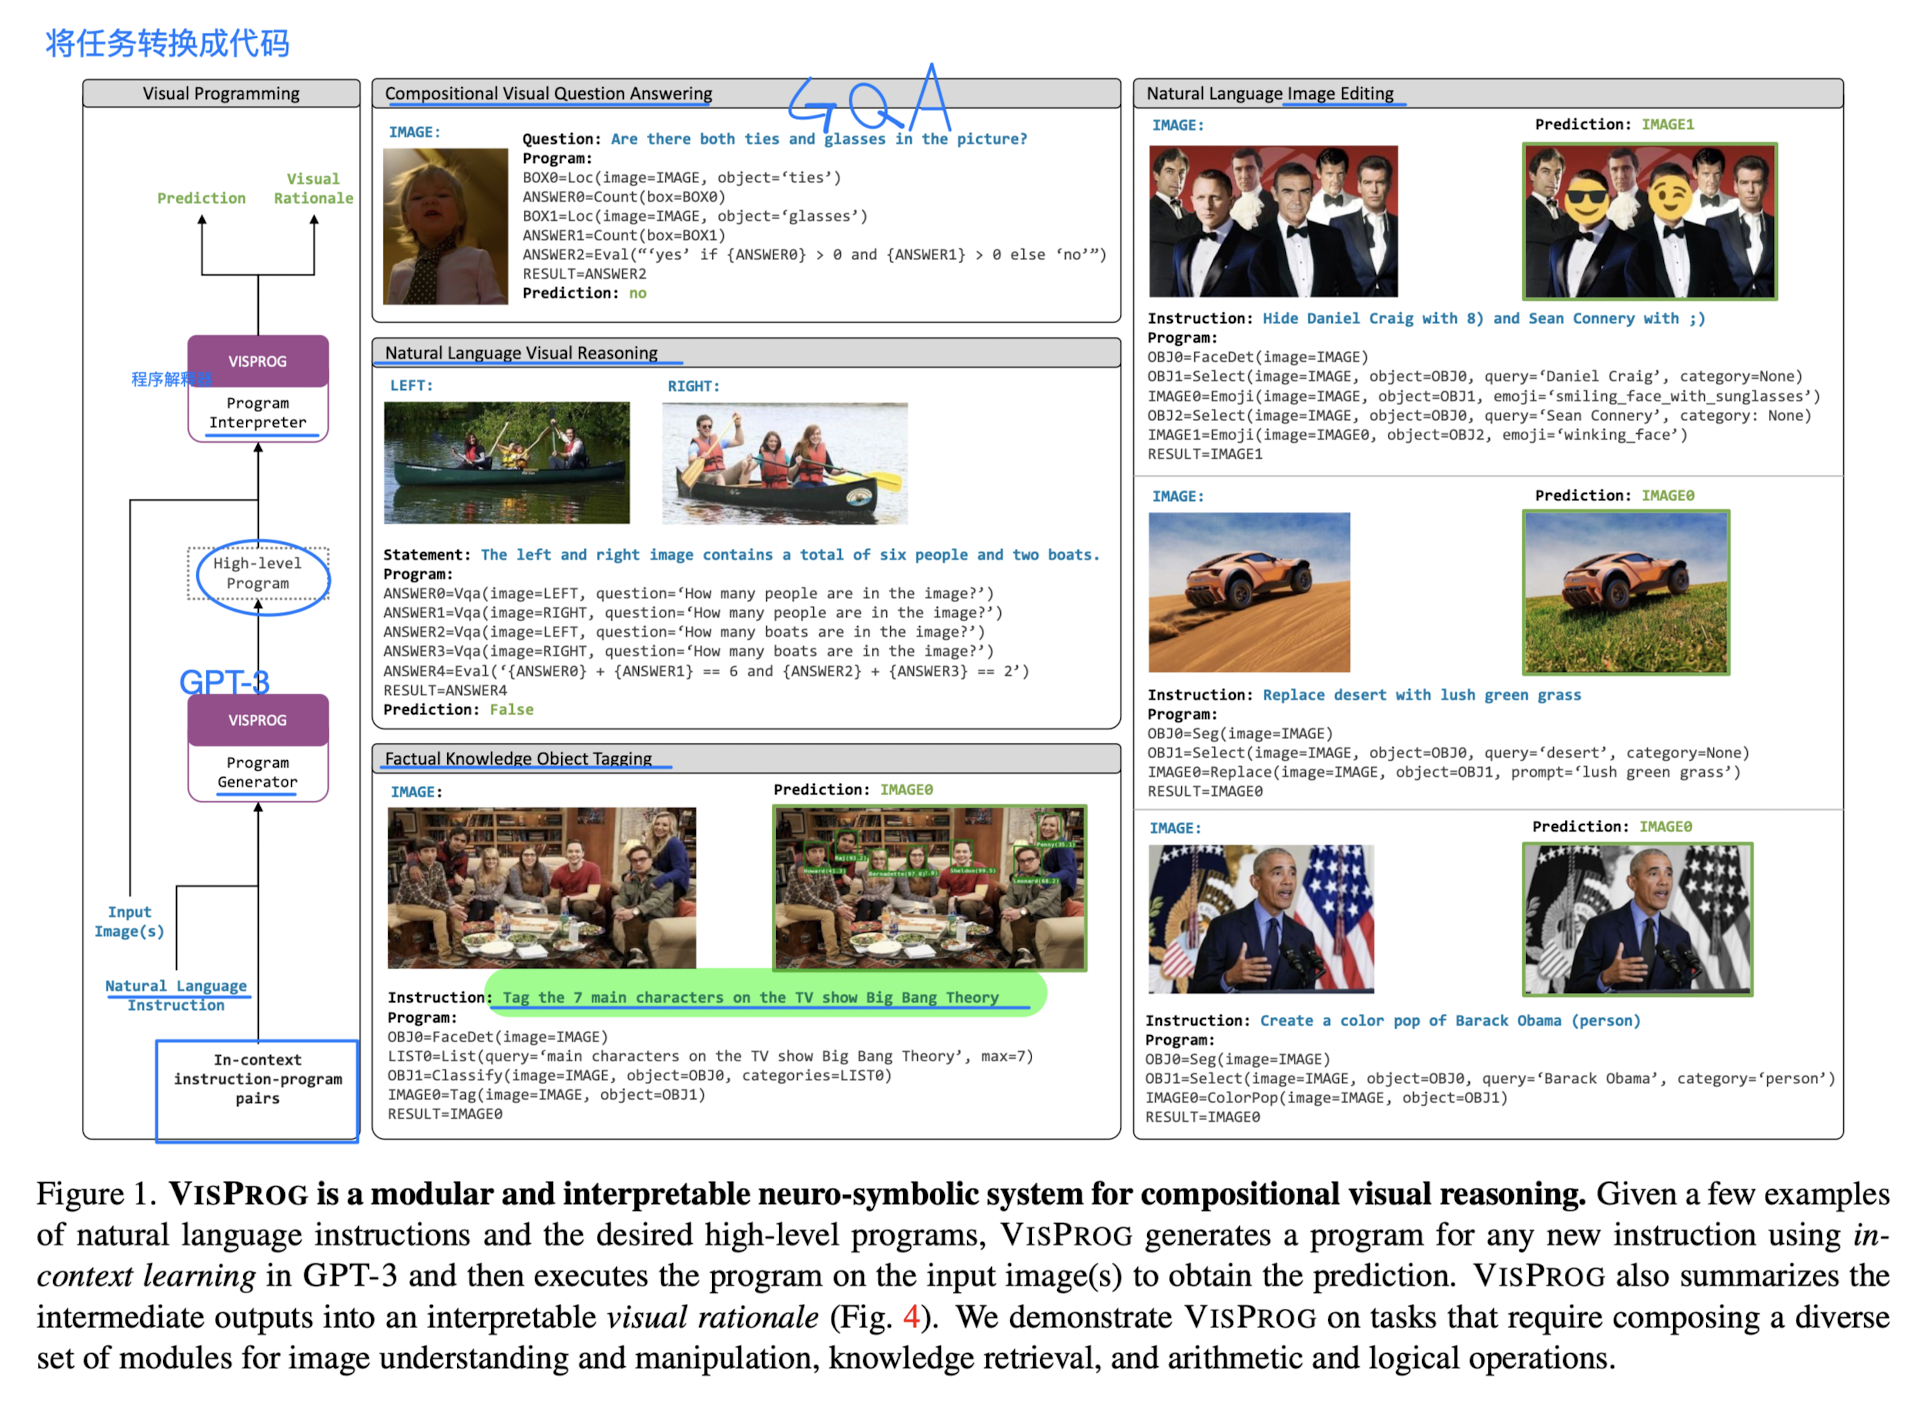 将任务转换成代码
Visual Programming
Prediction
Visual
Rationale
VISPROG
程序解释器
Program
Interpreter
High-level
Program
GPT-3
VISPROG
Program
Generator
Input
Image(s)
Natural Language
Instruction
In-context
instruction-program
pairs
Compositional Visual Question Answering
GQA
IMAGE:
Question: Are there both ties and glasses in the picture?
Program:
BOX0=Loc(image=IMAGE, object=‘ties’)
ANSWER0=Count(box=BOX0)
BOX1=Loc(image=IMAGE, object=‘glasses’)
ANSWER1=Count(box=BOX1)
ANSWER2=Eval(“‘yes’ if {ANSWER0} > 0 and {ANSWER1} > 0 else ‘no’”)
RESULT=ANSWER2
Prediction: no
Natural Language Visual Reasoning
LEFT:
RIGHT:
Statement: The left and right image contains a total of six people and two boats.
Program:
ANSWER0=Vqa(image=LEFT, question=‘How many people are in the image?’)
ANSWER1=Vqa(image=RIGHT, question=‘How many people are in the image?’)
ANSWER2=Vqa(image=LEFT, question=‘How many boats are in the image?’)
ANSWER3=Vqa(image=RIGHT, question=‘How many boats are in the image?’)
ANSWER4=Eval(‘{ANSWER0} + {ANSWER1} == 6 and {ANSWER2} + {ANSWER3} == 2’)
RESULT=ANSWER4
Prediction: False
Factual Knowledge Object Tagging
IMAGE:
Prediction: IMAGE0
Instruction: Tag the 7 main characters on the TV show Big Bang Theory
Program:
OBJ0=FaceDet(image=IMAGE)
LIST0=List(query=‘main characters on the TV show Big Bang Theory’, max=7)
OBJ1=Classify(image=IMAGE, object=OBJ0, categories=LIST0)
IMAGE0=Tag(image=IMAGE, object=OBJ1)
RESULT=IMAGE0
Natural Language Image Editing
IMAGE:
Prediction: IMAGE1
Instruction: Hide Daniel Craig with 8) and Sean Connery with ;)
Program:
OBJ0=FaceDet(image=IMAGE)
OBJ1=Select(image=IMAGE, object=OBJ0, query=‘Daniel Craig’, category=None)
IMAGE0=Emoji(image=IMAGE, object=OBJ1, emoji=‘smiling_face_with_sunglasses’)
OBJ2=Select(image=IMAGE, object=OBJ0, query=‘Sean Connery’, category: None)
IMAGE1=Emoji(image=IMAGE0, object=OBJ2, emoji=‘winking_face’)
RESULT=IMAGE1
IMAGE:
Prediction: IMAGE0
Instruction: Replace desert with lush green grass
Program:
OBJ0=Seg(image=IMAGE)
OBJ1=Select(image=IMAGE, object=OBJ0, query=‘desert’, category=None)
IMAGE0=Replace(image=IMAGE, object=OBJ1, prompt=‘lush green grass’)
RESULT=IMAGE0
IMAGE:
Prediction: IMAGE0
Instruction: Create a color pop of Barack Obama (person)
Program:
OBJ0=Seg(image=IMAGE)
OBJ1=Select(image=IMAGE, object=OBJ0, query=‘Barack Obama’, category=‘person’)
IMAGE0=ColorPop(image=IMAGE, object=OBJ1)
RESULT=IMAGE0
Figure 1. VISPROG is a modular and interpretable neuro-symbolic system for compositional visual reasoning. Given a few examples
of natural language instructions and the desired high-level programs, VISPROG generates a program for any new instruction using in-
context learning in GPT-3 and then executes the program on the input image(s) to obtain the prediction. VISPROG also summarizes the
intermediate outputs into an interpretable visual rationale (Fig. 4). We demonstrate VISPROG on tasks that require composing a diverse
set of modules for image understanding and manipulation, knowledge retrieval, and arithmetic and logical operations.